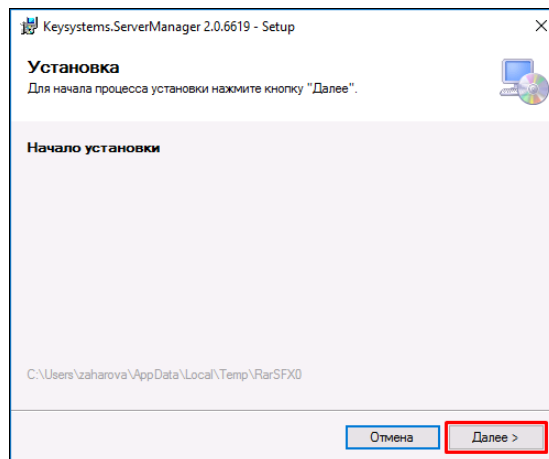 Keysystems.ServerManager 2.0.6619 - Setup
Установка
Для начала процесса установки нажмите кнопку "Далее".
Начало установки
C:\Users\zaharova\AppData\Local\Temp\RarSFX0
Отмена
Далее >